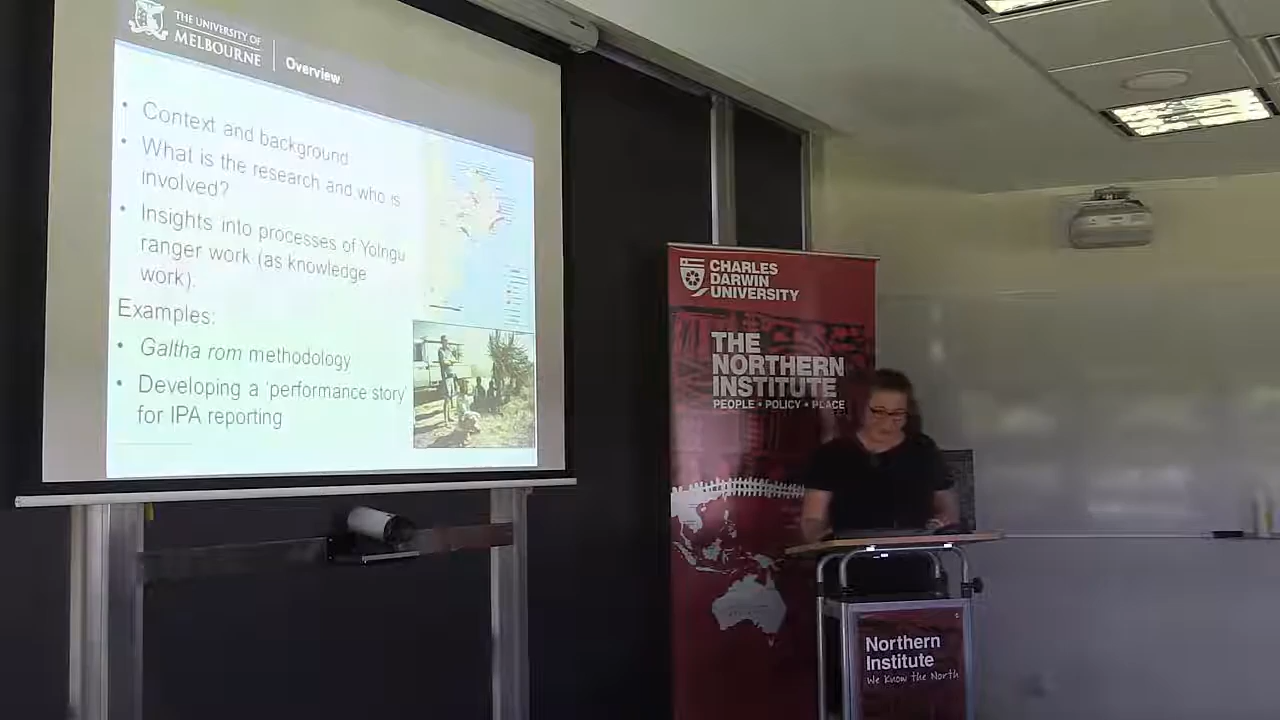 THE UNIVERSITY OF
MELBOURNE
Overview
• Context and background
• What is the research and who is
involved?
• Insights into processes of Yolngu
ranger work (as knowledge
work).
Examples:
• Galtha rom methodology
• Developing a 'performance story'
for IPA reporting
CHARLES
DARWIN
UNIVERSITY
THE
NORTHERN
INSTITUTE
PEOPLE • POLICY • PLACE
Northern
Institute
We Know the North